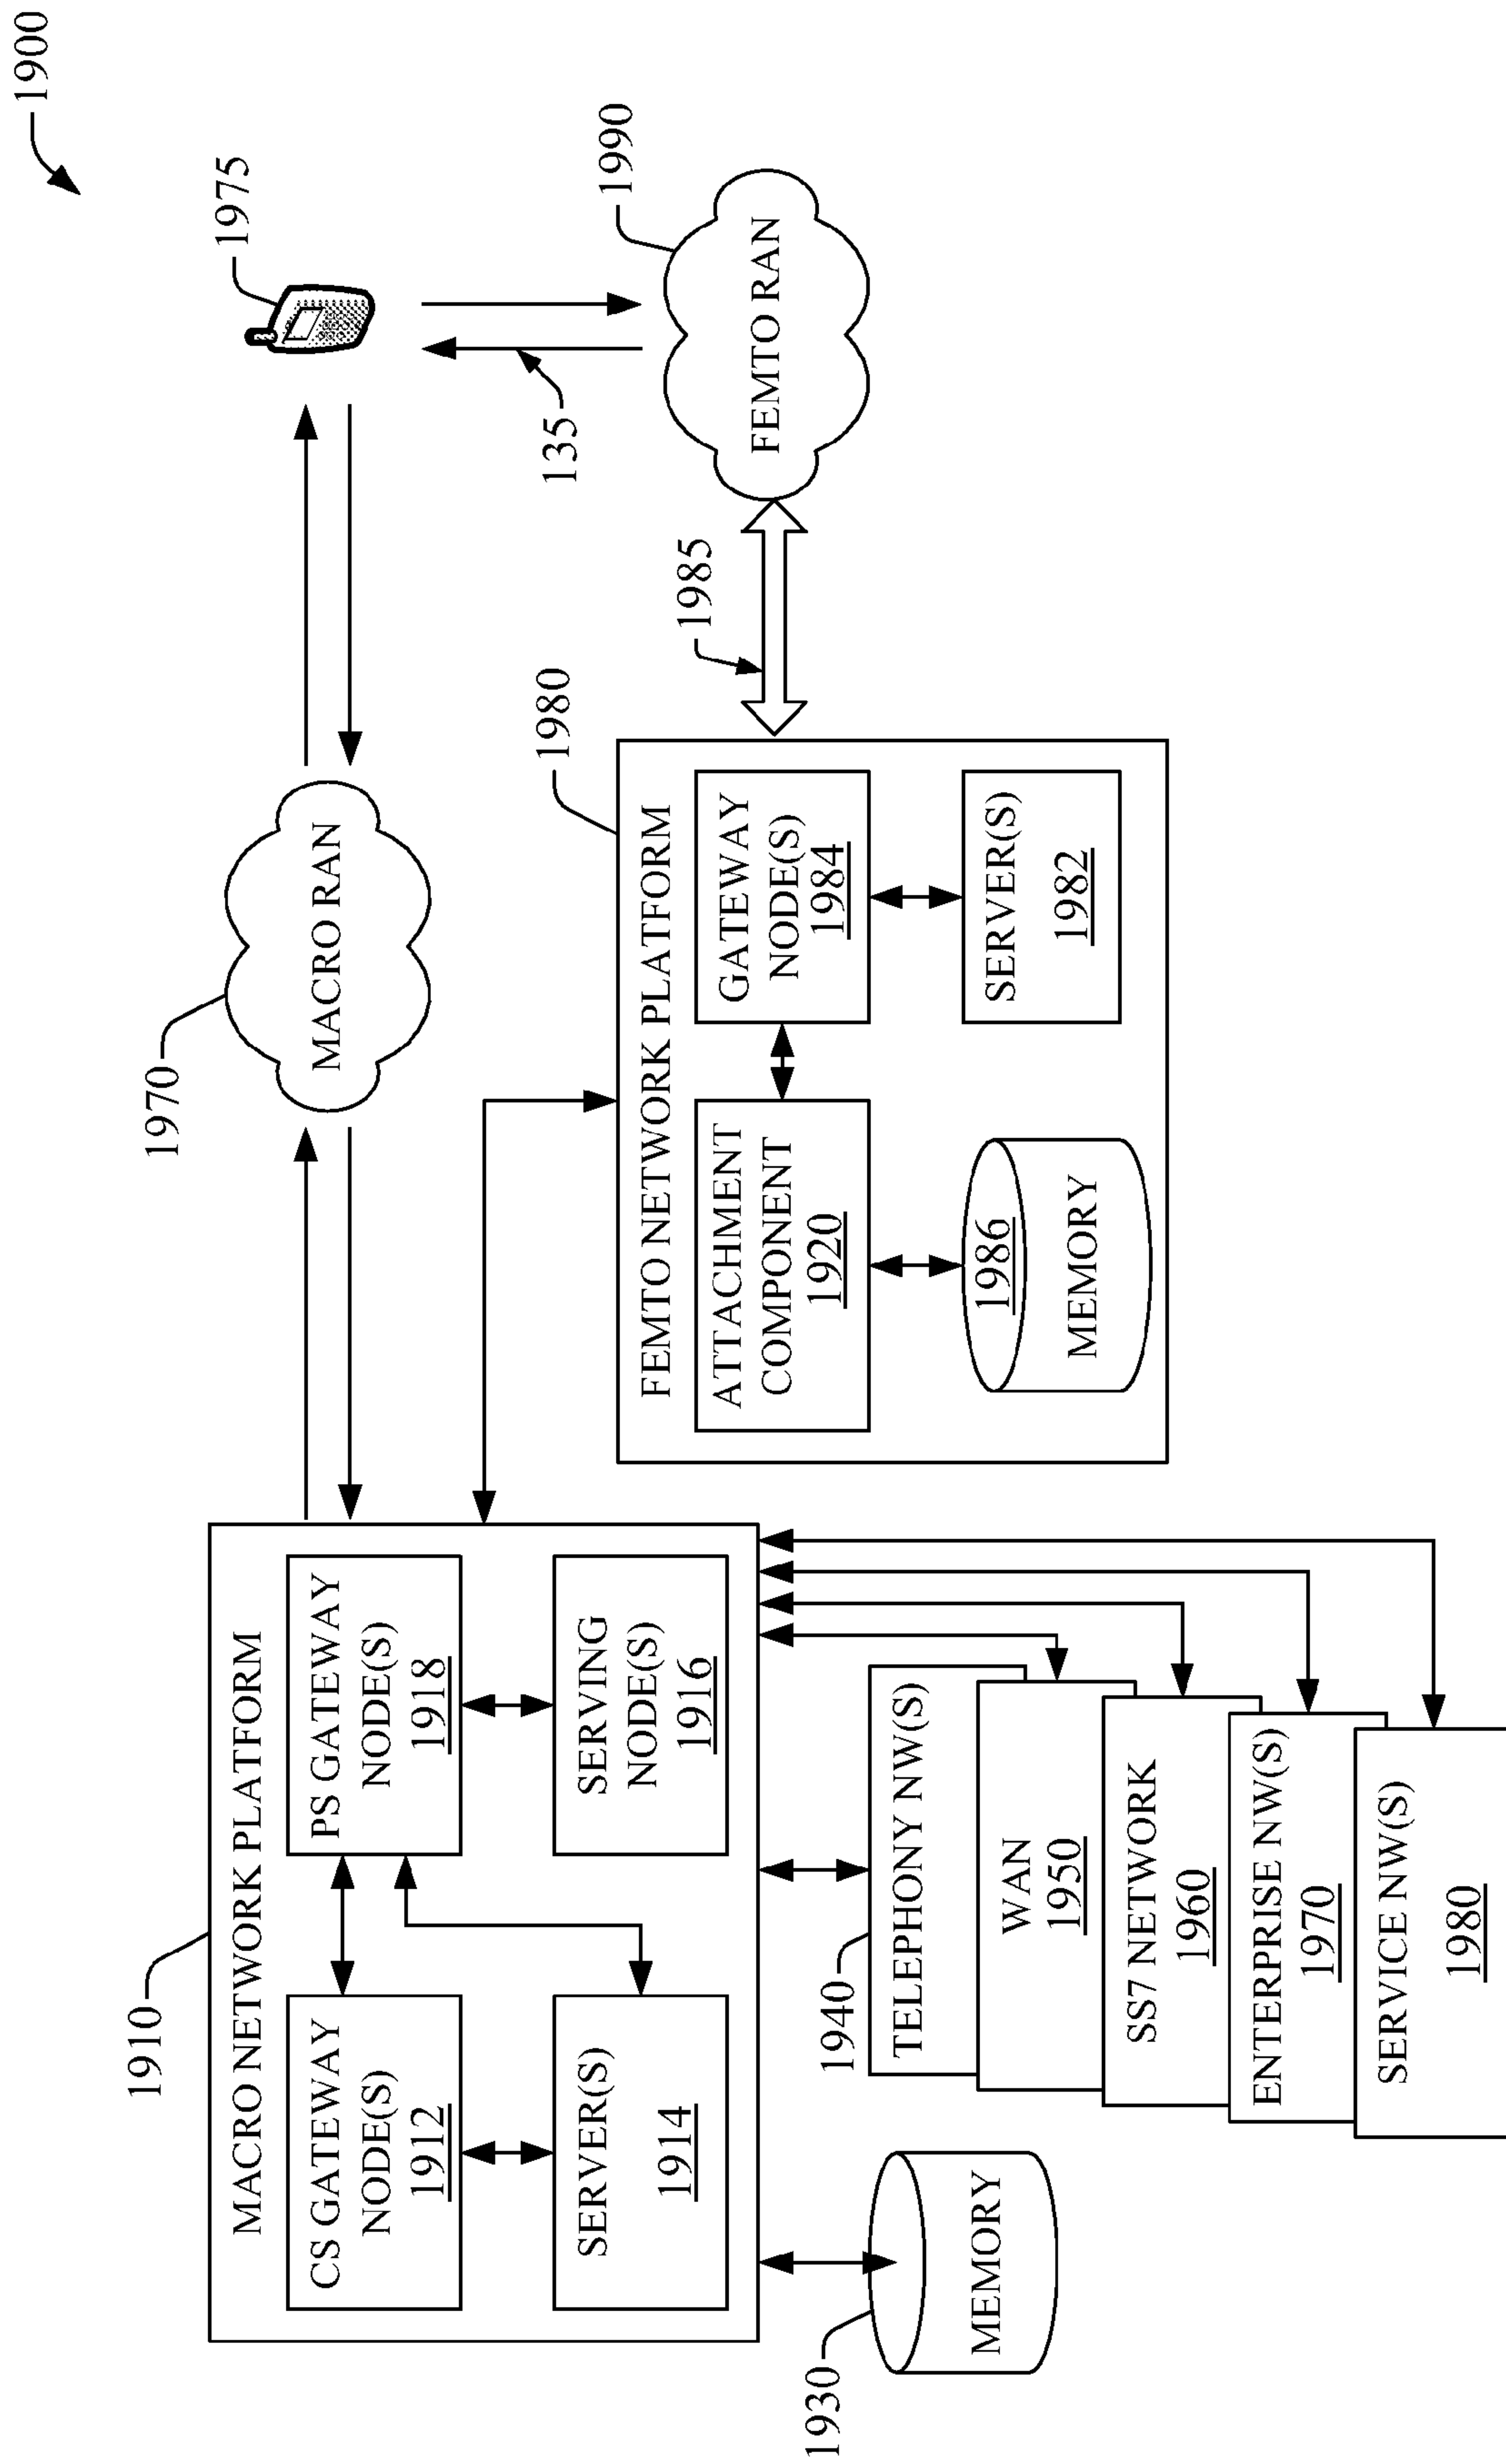 1900
1975
1970
MACRO RAN
135
1990
FEMTO RAN
1985
1910
MACRO NETWORK PLATFORM
CS GATEWAY
NODE(S)
1912
PS GATEWAY
NODE(S)
1918
SERVER(S)
1914
SERVING
NODE(S)
1916
1980
FEMTO NETWORK PLATFORM
ATTACHMENT
COMPONENT
1920
GATEWAY
NODE(S)
1984
1986
MEMORY
SERVER(S)
1982
1930
MEMORY
1940
TELEPHONY NW(S)
WAN
1950
SS7 NETWORK
1960
ENTERPRISE NW(S)
1970
SERVICE NW(S)
1980